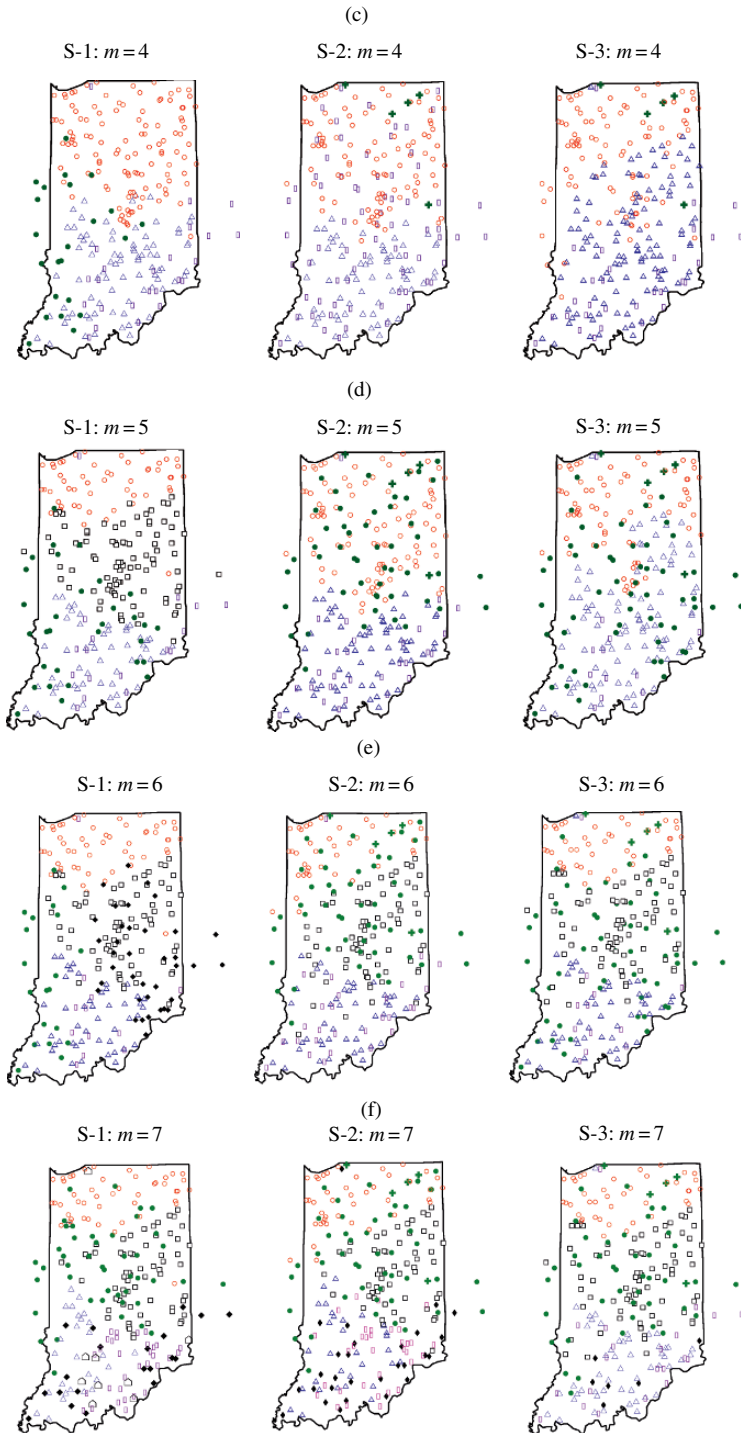 (c)
S-1: m=4 S-2: m=4 S-3: m=4
(d)
S-1: m=5 S-2: m=5 S-3: m=5
(e)
S-1: m=6 S-2: m=6 S-3: m=6
(f)
S-1: m=7 S-2: m=7 S-3: m=7